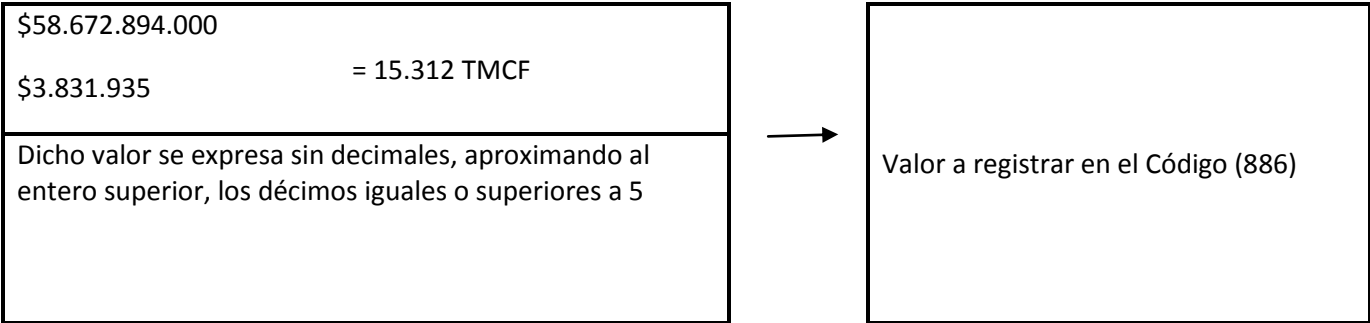 $58.672.894.000
= 15.312 TMCF
$3.831.935
Dicho valor se expresa sin decimales, aproximando al
entero superior, los décimos iguales o superiores a 5
Valor a registrar en el Código (886)